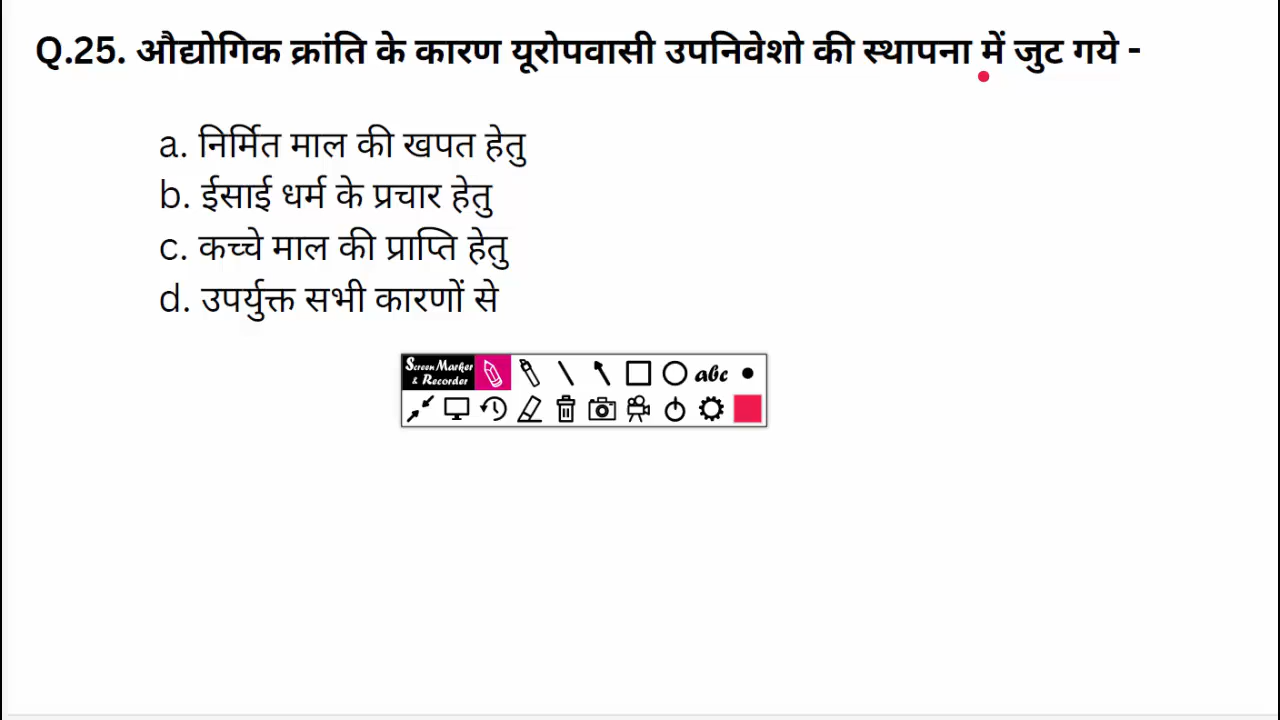 Q.25. औद्योगिक क्रांति के कारण यूरोपवासी उपनिवेशो की स्थापना में जुट गये -
a. निर्मित माल की खपत हेतु
b. ईसाई धर्म के प्रचार हेतु
c. कच्चे माल की प्राप्ति हेतु
d. उपर्युक्त सभी कारणों से
Screen Marker
& Recorder
abc